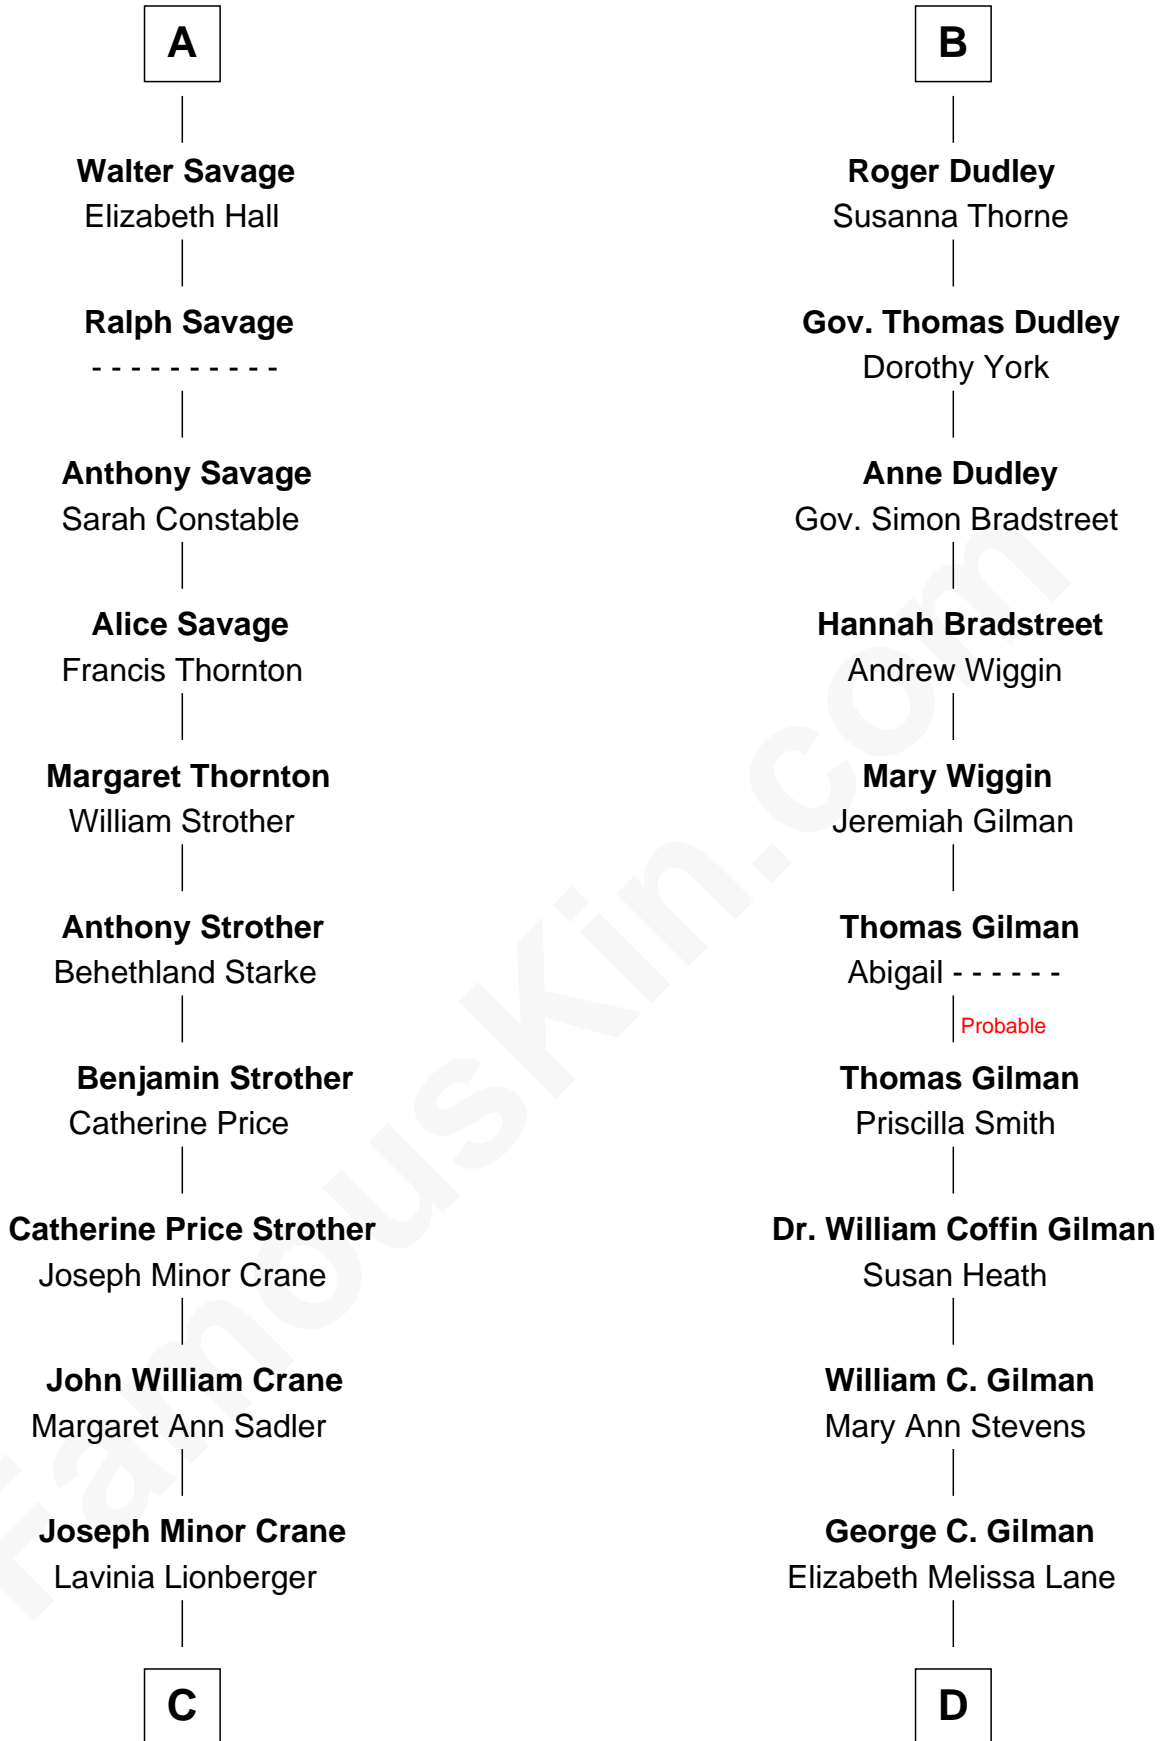 A
Walter Savage
Elizabeth Hall
Ralph Savage
- - - - - - - - - -
Anthony Savage
Sarah Constable
Alice Savage
Francis Thornton
Margaret Thornton
William Strother
Anthony Strother
Behethland Starke
Benjamin Strother
Catherine Price
Catherine Price Strother
Joseph Minor Crane
John William Crane
Margaret Ann Sadler
Joseph Minor Crane
Lavinia Lionberger
C
B
Roger Dudley
Susanna Thorne
Gov. Thomas Dudley
Dorothy York
Anne Dudley
Gov. Simon Bradstreet
Hannah Bradstreet
Andrew Wiggin
Mary Wiggin
Jeremiah Gilman
Thomas Gilman
Abigail - - - - - -
Probable
Thomas Gilman
Priscilla Smith
Dr. William Coffin Gilman
Susan Heath
William C. Gilman
Mary Ann Stevens
George C. Gilman
Elizabeth Melissa Lane
D
FamousKin.com